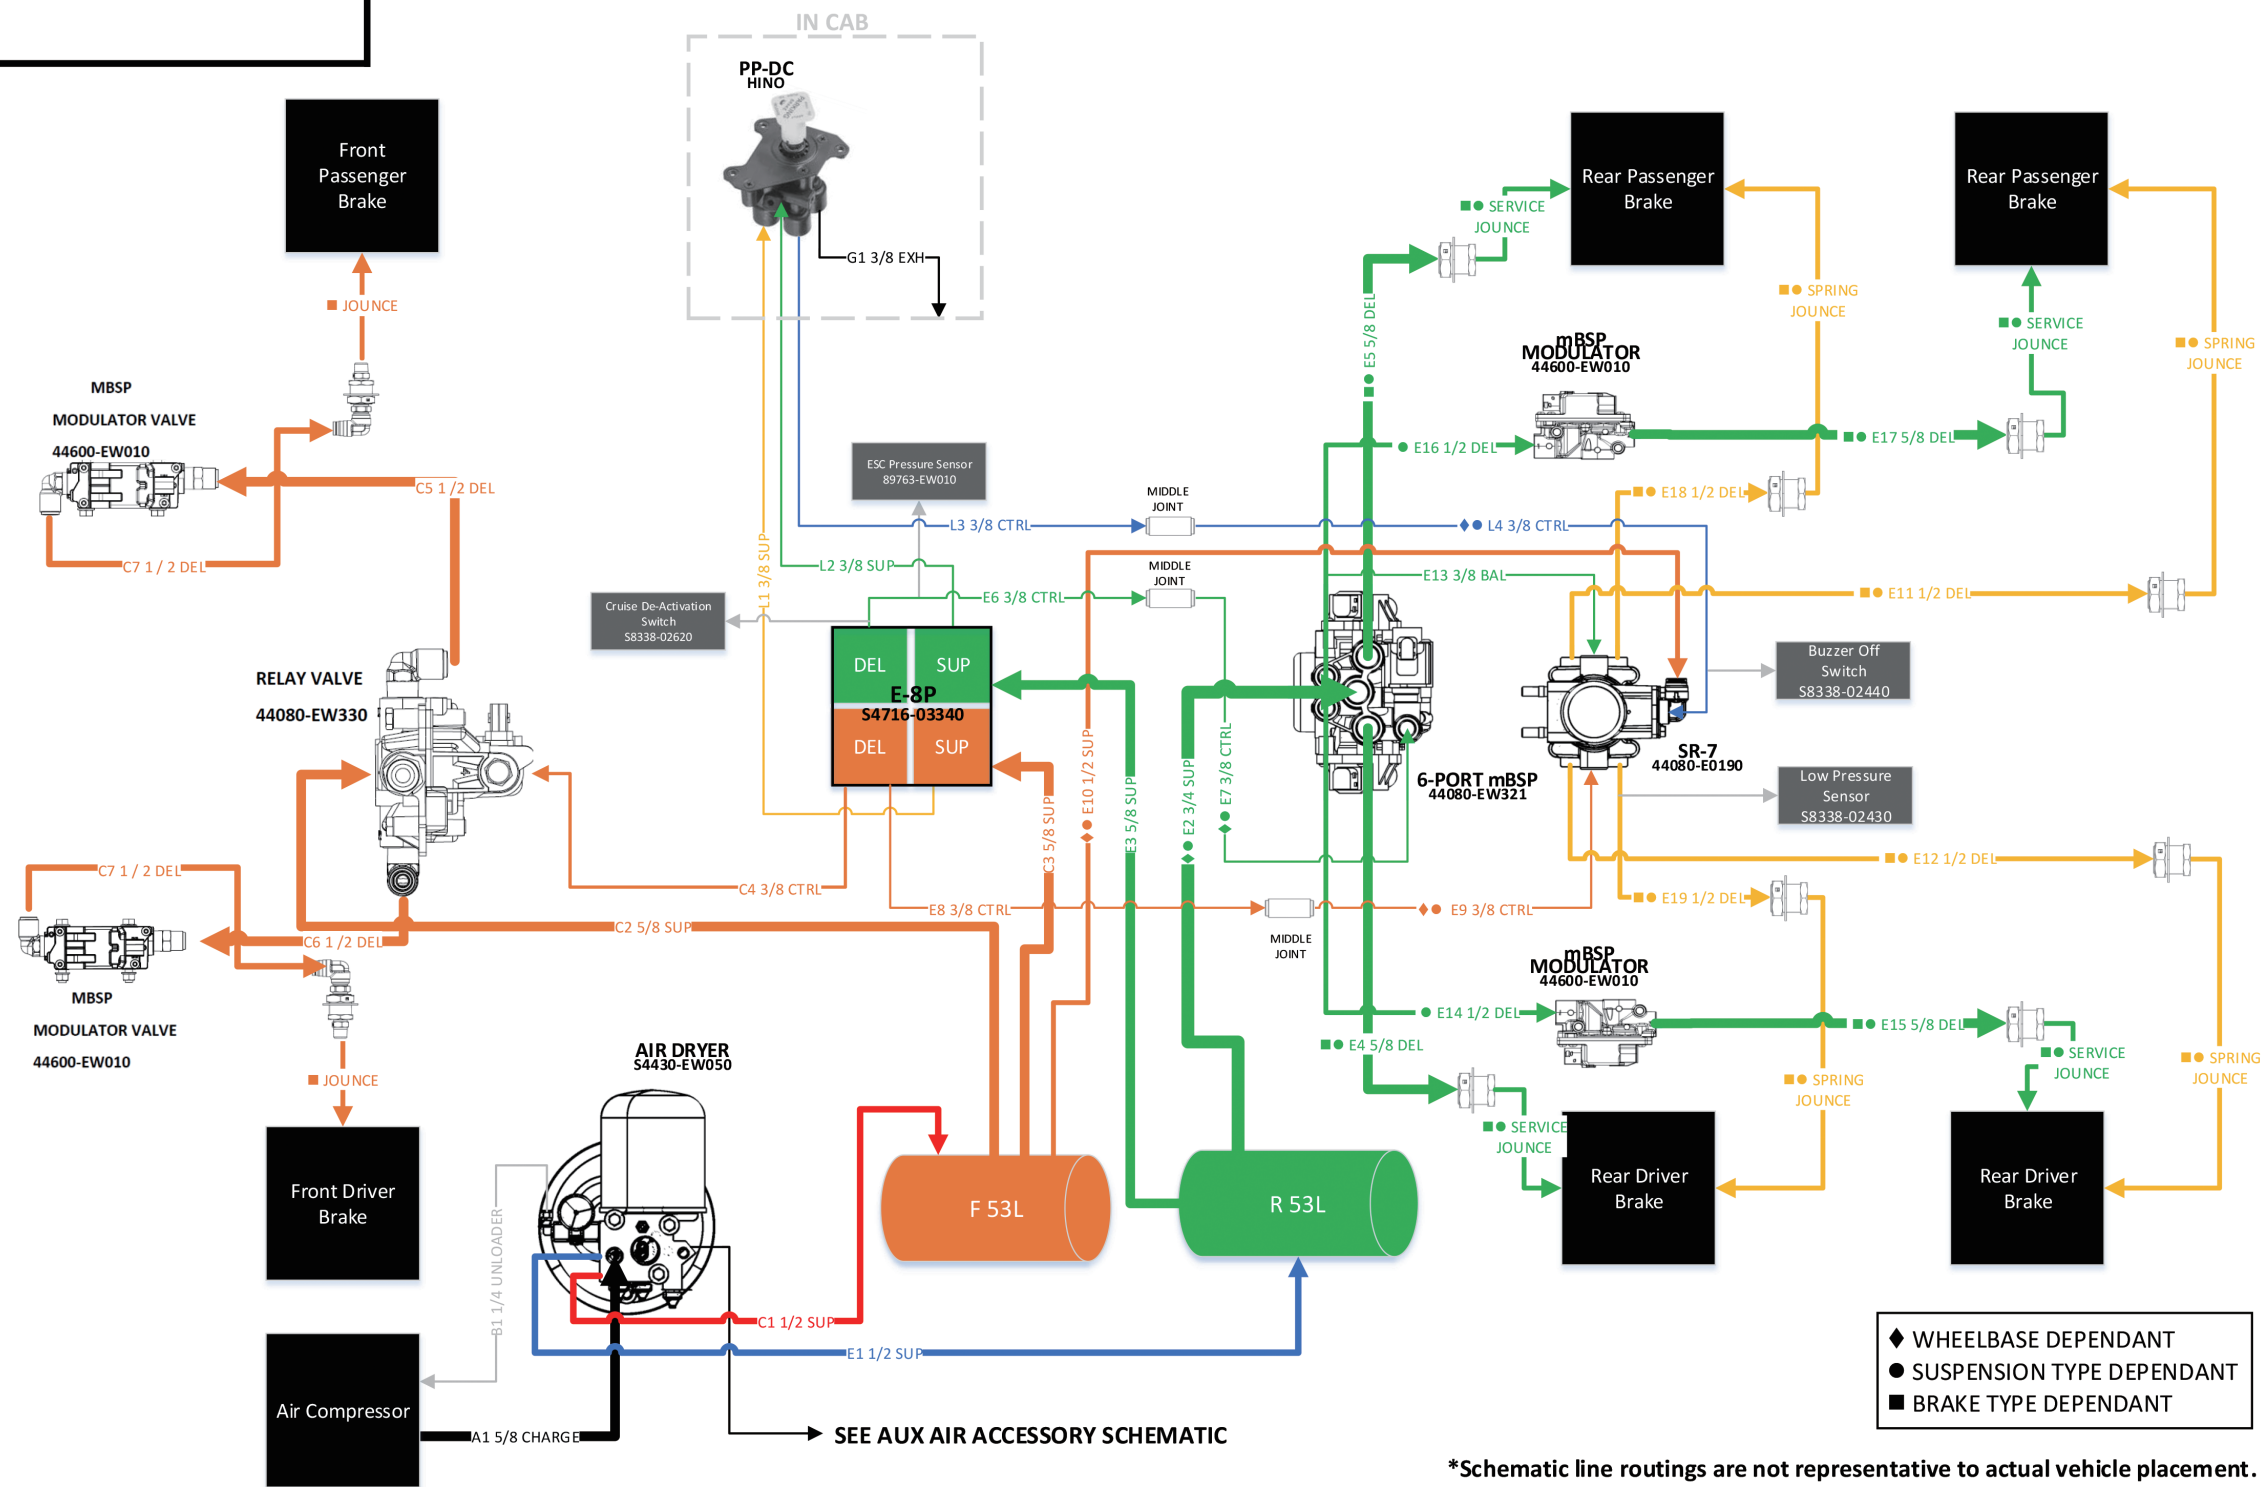 IN CAB
PP-DC
HINO
G1 3/8 EXH
Front
Passenger
Brake
■ JOUNCE
MBSP
MODULATOR VALVE
44600-EW010
C5 1 /2 DEL
C7 1 / 2 DEL
RELAY VALVE
44080-EW330
C7 1 / 2 DEL
C6 1 /2 DEL
MBSP
MODULATOR VALVE
44600-EW010
■ JOUNCE
Front Driver
Brake
Air Compressor
B1 1/4 UNLOADER
A1 5/8 CHARGE
AIR DRYER
S4430-EW050
C1 1/2 SUP
E1 1/2 SUP
SEE AUX AIR ACCESSORY SCHEMATIC
ESC Pressure Sensor
89763-EW010
Cruise De-Activation
Switch
S8338-02620
L1 3/8 SUP
L2 3/8 SUP
L3 3/8 CTRL
MIDDLE
JOINT
♦● L4 3/8 CTRL
E6 3/8 CTRL
MIDDLE
JOINT
DEL
SUP
E-8P
S4716-03340
DEL
SUP
C4 3/8 CTRL
C2 5/8 SUP
E8 3/8 CTRL
MIDDLE
JOINT
♦● E9 3/8 CTRL
C3 5/8 SUP
♦● E10 1/2 SUP
E3 5/8 SUP
♦● E2 3/4 SUP
♦● E7 3/8 CTRL
F 53L
R 53L
■● E5 5/8 DEL
■● SERVICE
JOUNCE
Rear Passenger
Brake
■● SPRING
JOUNCE
Rear Passenger
Brake
■● SERVICE
JOUNCE
■● SPRING
JOUNCE
mBSP
MODULATOR
44600-EW010
● E16 1/2 DEL
■● E17 5/8 DEL
■● E18 1/2 DEL
E13 3/8 BAL
■● E11 1/2 DEL
Buzzer Off
Switch
S8338-02440
SR-7
44080-E0190
Low Pressure
Sensor
S8338-02430
6-PORT mBSP
44080-EW321
■● E12 1/2 DEL
■● E19 1/2 DEL
mBSP
MODULATOR
44600-EW010
● E14 1/2 DEL
■● E15 5/8 DEL
■● E4 5/8 DEL
■● SERVICE
JOUNCE
■● SPRING
JOUNCE
■● SERVICE
JOUNCE
■● SPRING
JOUNCE
Rear Driver
Brake
Rear Driver
Brake
♦ WHEELBASE DEPENDANT
● SUSPENSION TYPE DEPENDANT
■ BRAKE TYPE DEPENDANT
*Schematic line routings are not representative to actual vehicle placement.